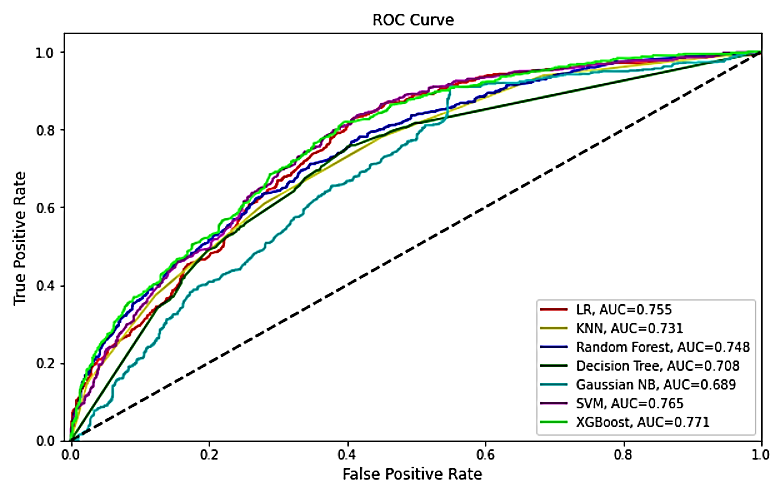 ROC Curve
True Positive Rate
1.0
0.8
0.6
0.4
0.2
0.0
LR, AUC=0.755
KNN, AUC=0.731
Random Forest, AUC=0.748
Decision Tree, AUC=0.708
Gaussian NB, AUC=0.689
SVM, AUC=0.765
XGBoost, AUC=0.771
0.0 0.2 0.4 0.6 0.8 1.0
False Positive Rate